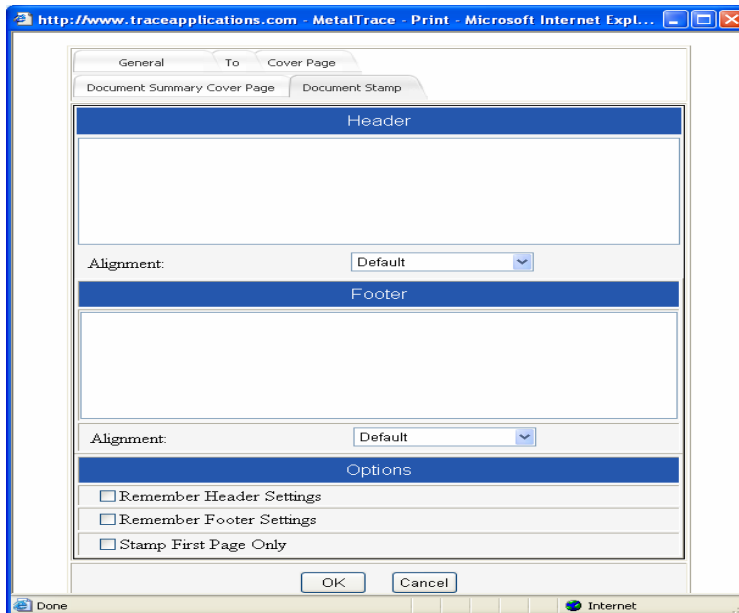 http://www.traceapplications.com - MetalTrace - Print - Microsoft Internet Expl...
General To Cover Page
Document Summary Cover Page Document Stamp
Header
Alignment: Default
Footer
Alignment: Default
Options
Remember Header Settings
Remember Footer Settings
Stamp First Page Only
OK Cancel
Done Internet